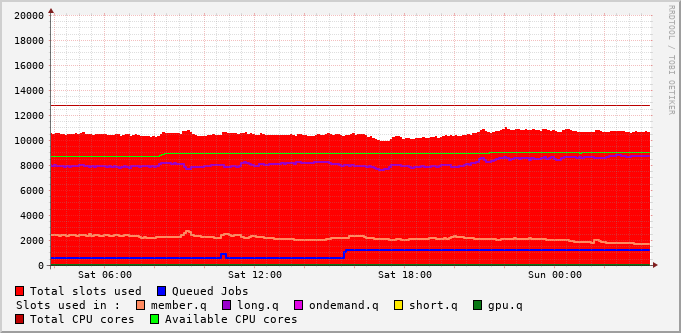 RRDTOOL / TOBI OETIKER
20000
18000
16000
14000
12000
10000
8000
6000
4000
2000
0
Sat 06:00 Sat 12:00 Sat 18:00 Sun 00:00
Total slots used Queued Jobs
Slots used in : member.q long.q ondemand.q short.q gpu.q
Total CPU cores Available CPU cores